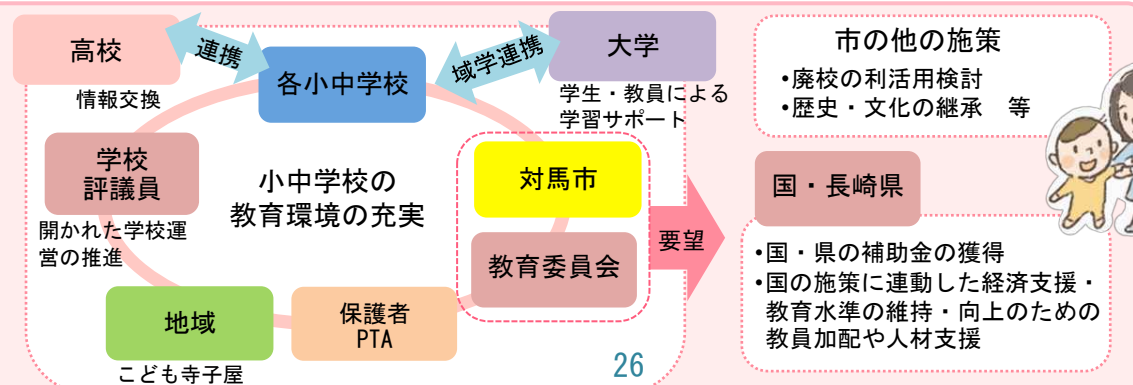 高校
連携
情報交換
各小中学校
域学連携
大学
学生・教員による
学習サポート
学校
評議員
開かれた学校運
営の推進
小中学校の
教育環境の充実
対馬市
教育委員会
地域
こども寺子屋
保護者
PTA
要望
市の他の施策
•廃校の利活用検討
•歴史・文化の継承　等
国・長崎県
•国・県の補助金の獲得
•国の施策に連動した経済支援・
教育水準の維持・向上のための
教員加配や人材支援
26